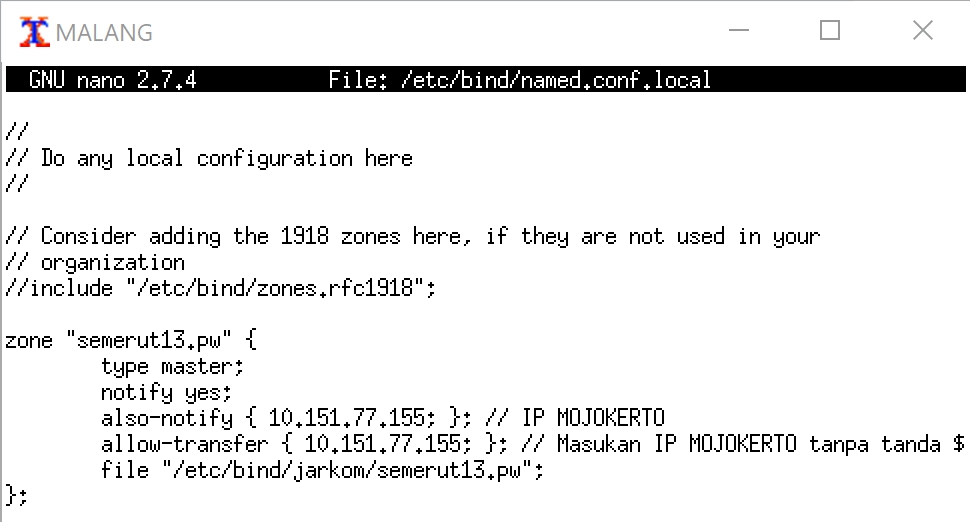 MALANG
GNU nano 2.7.4 File: /etc/bind/named.conf.local
//
// Do any local configuration here
//
// Consider adding the 1918 zones here, if they are not used in your
// organization
//include "/etc/bind/zones.rfc1918";
zone "semerut13.pw" {
        type master;
        notify yes;
        also-notify { 10.151.77.155; }; // IP MOJOKERTO
        allow-transfer { 10.151.77.155; }; // Masukan IP MOJOKERTO tanpa tanda $
        file "/etc/bind/jarkom/semerut13.pw";
};